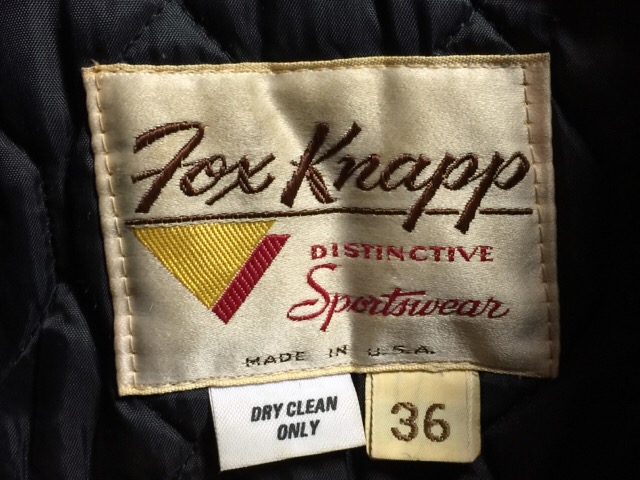 Fox Knapp
DISTINCTIVE
Sportswear
MADE IN U.S.A.
DRY CLEAN
ONLY
36